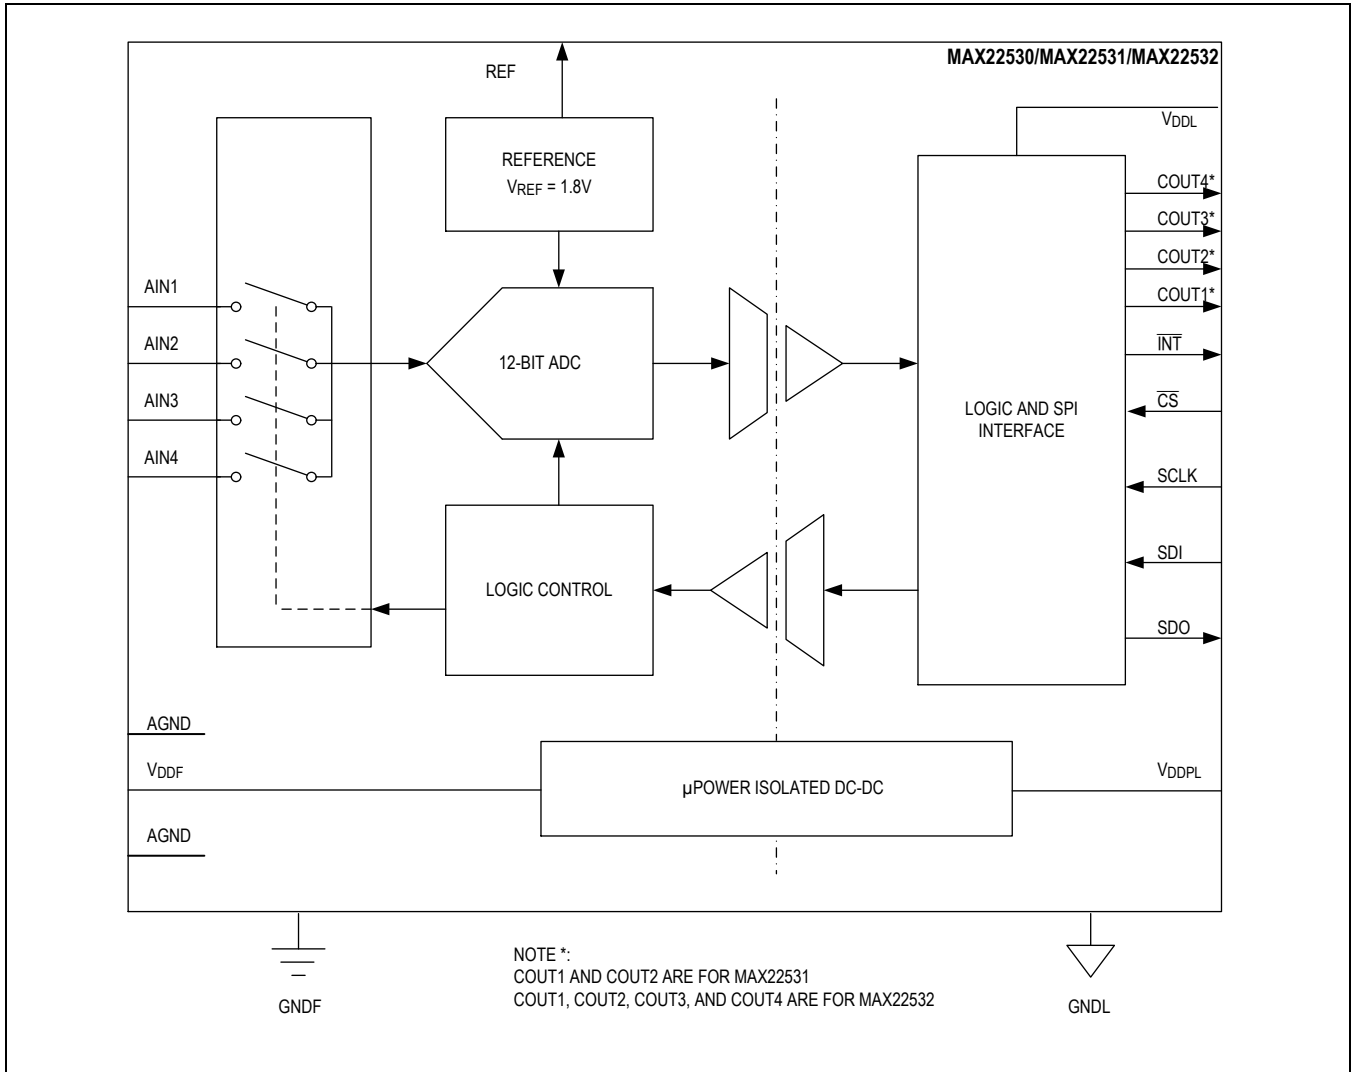 MAX22530/MAX22531/MAX22532
REF
VDDL
REFERENCE
VREF = 1.8V
COUT4*
COUT3*
COUT2*
COUT1*
AIN1
AIN2
AIN3
AIN4
12-BIT ADC
INT
CS
LOGIC AND SPI
INTERFACE
SCLK
SDI
LOGIC CONTROL
SDO
AGND
VDDF
µPOWER ISOLATED DC-DC
VDDPL
AGND
GNDF
NOTE *:
COUT1 AND COUT2 ARE FOR MAX22531
COUT1, COUT2, COUT3, AND COUT4 ARE FOR MAX22532
GNDL